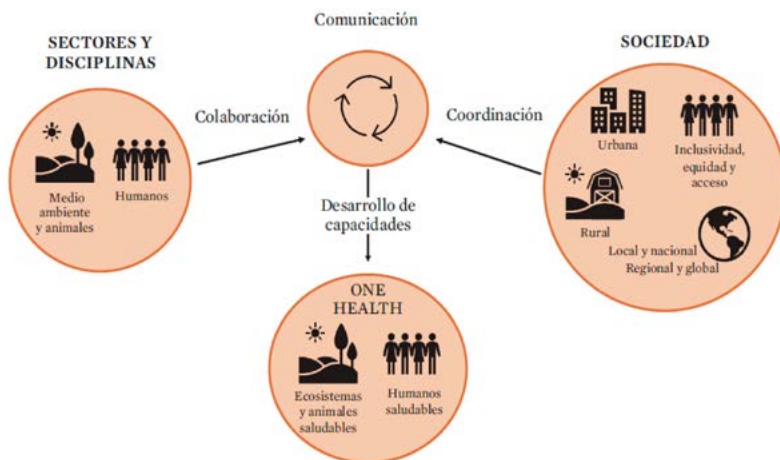 Comunicación
SECTORES Y
DISCIPLINAS
SOCIEDAD
Colaboración
Coordinación
Medio
ambiente
y animales
Humanos
Urbana
Inclusividad,
equidad y
acceso
Rural
Local y nacional
Regional y global
Desarrollo de
capacidades
ONE
HEALTH
Ecosistemas
y animales
saludables
Humanos
saludables